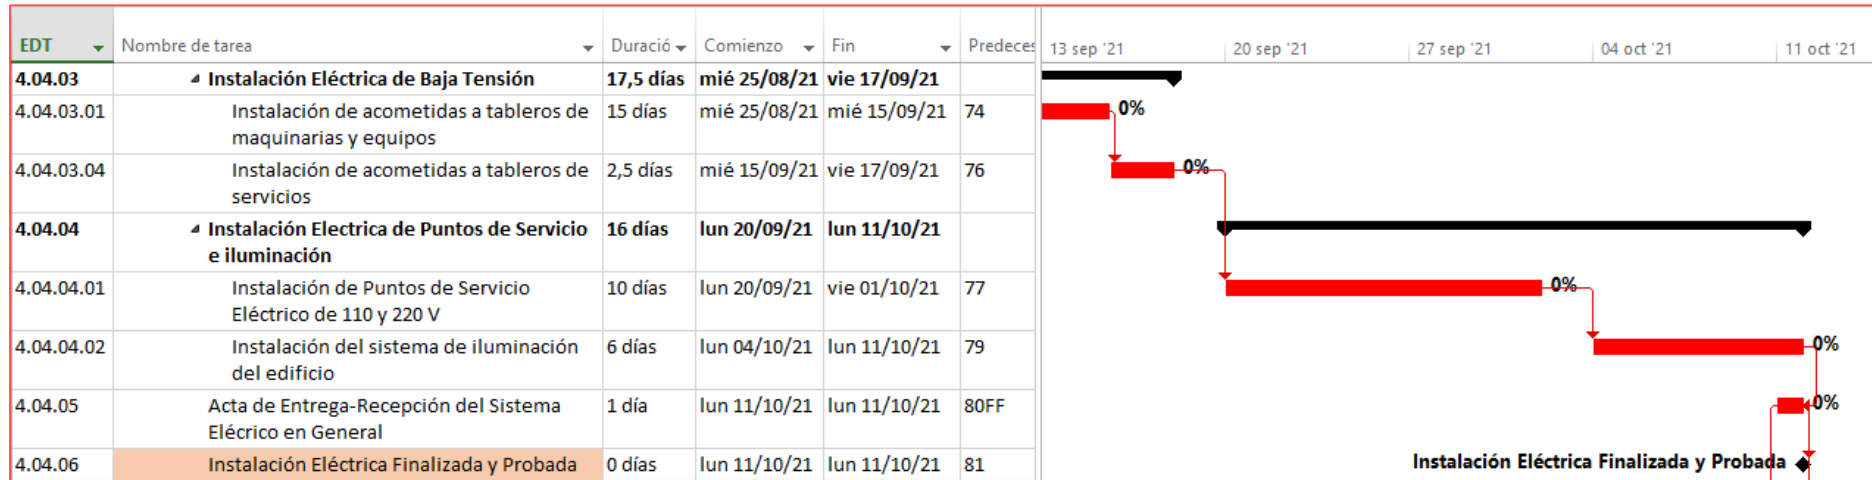 EDT Nombre de tarea Duració Comienzo Fin Predeces 13 sep '21 20 sep '21 27 sep '21 04 oct '21 11 oct '21
4.04.03 Instalación Eléctrica de Baja Tensión 17,5 días mié 25/08/21 vie 17/09/21
4.04.03.01 Instalación de acometidas a tableros de 15 días mié 25/08/21 mié 15/09/21 74 0%
maquinarias y equipos
4.04.03.04 Instalación de acometidas a tableros de 2,5 días mié 15/09/21 vie 17/09/21 76 0%
servicios
4.04.04 Instalación Electrica de Puntos de Servicio 16 días lun 20/09/21 lun 11/10/21
e iluminación
4.04.04.01 Instalación de Puntos de Servicio 10 días lun 20/09/21 vie 01/10/21 77 0%
Eléctrico de 110 y 220 V
4.04.04.02 Instalación del sistema de iluminación 6 días lun 04/10/21 lun 11/10/21 79 0%
del edificio
4.04.05 Acta de Entrega-Recepción del Sistema 1 día lun 11/10/21 lun 11/10/21 80FF 0%
Elécrico en General
4.04.06 Instalación Eléctrica Finalizada y Probada 0 días lun 11/10/21 lun 11/10/21 81 Instalación Eléctrica Finalizada y Probada